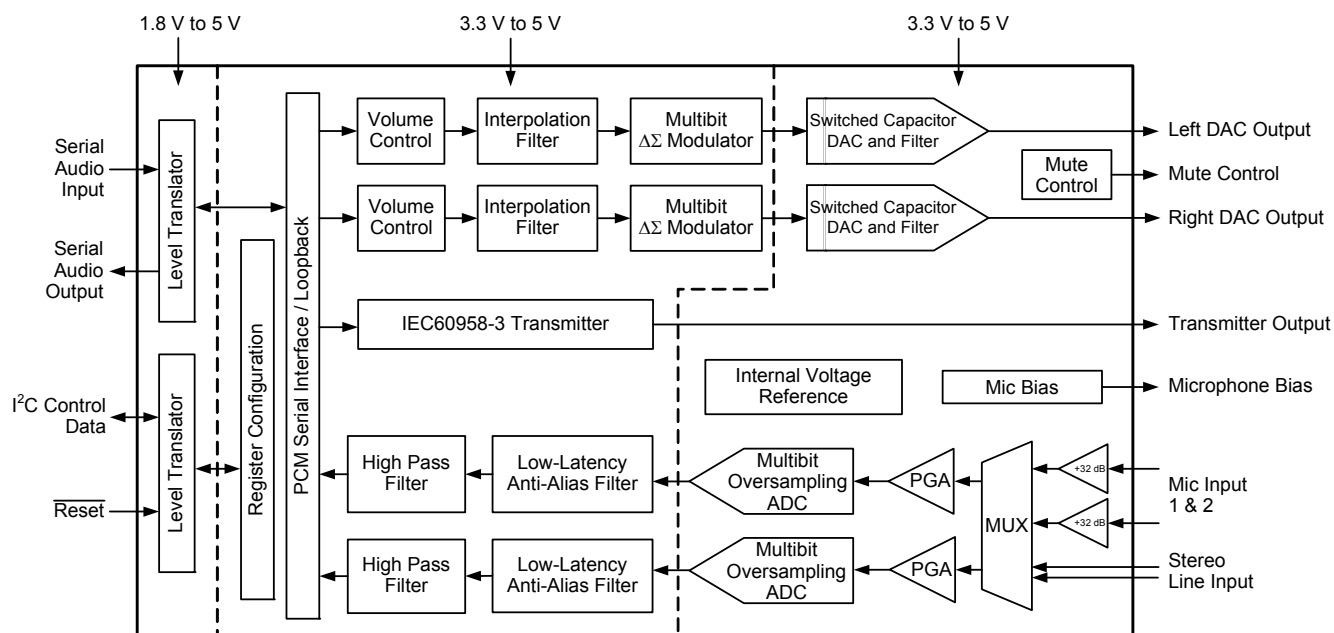 1.8 V to 5 V
3.3 V to 5 V
3.3 V to 5 V
Serial
Audio
Input
Serial
Audio
Output
I²C Control
Data
Reset
Level Translator
Level Translator
Register Configuration
PCM Serial Interface / Loopback
Volume
Control
Interpolation
Filter
Multibit
ΔΣ Modulator
Switched Capacitor
DAC and Filter
Left DAC Output
Mute
Control
Mute Control
Volume
Control
Interpolation
Filter
Multibit
ΔΣ Modulator
Switched Capacitor
DAC and Filter
Right DAC Output
IEC60958-3 Transmitter
Transmitter Output
Internal Voltage
Reference
Mic Bias
Microphone Bias
High Pass
Filter
Low-Latency
Anti-Alias Filter
Multibit
Oversampling
ADC
PGA
MUX
+32 dB
+32 dB
Mic Input
1 & 2
High Pass
Filter
Low-Latency
Anti-Alias Filter
Multibit
Oversampling
ADC
PGA
Stereo
Line Input